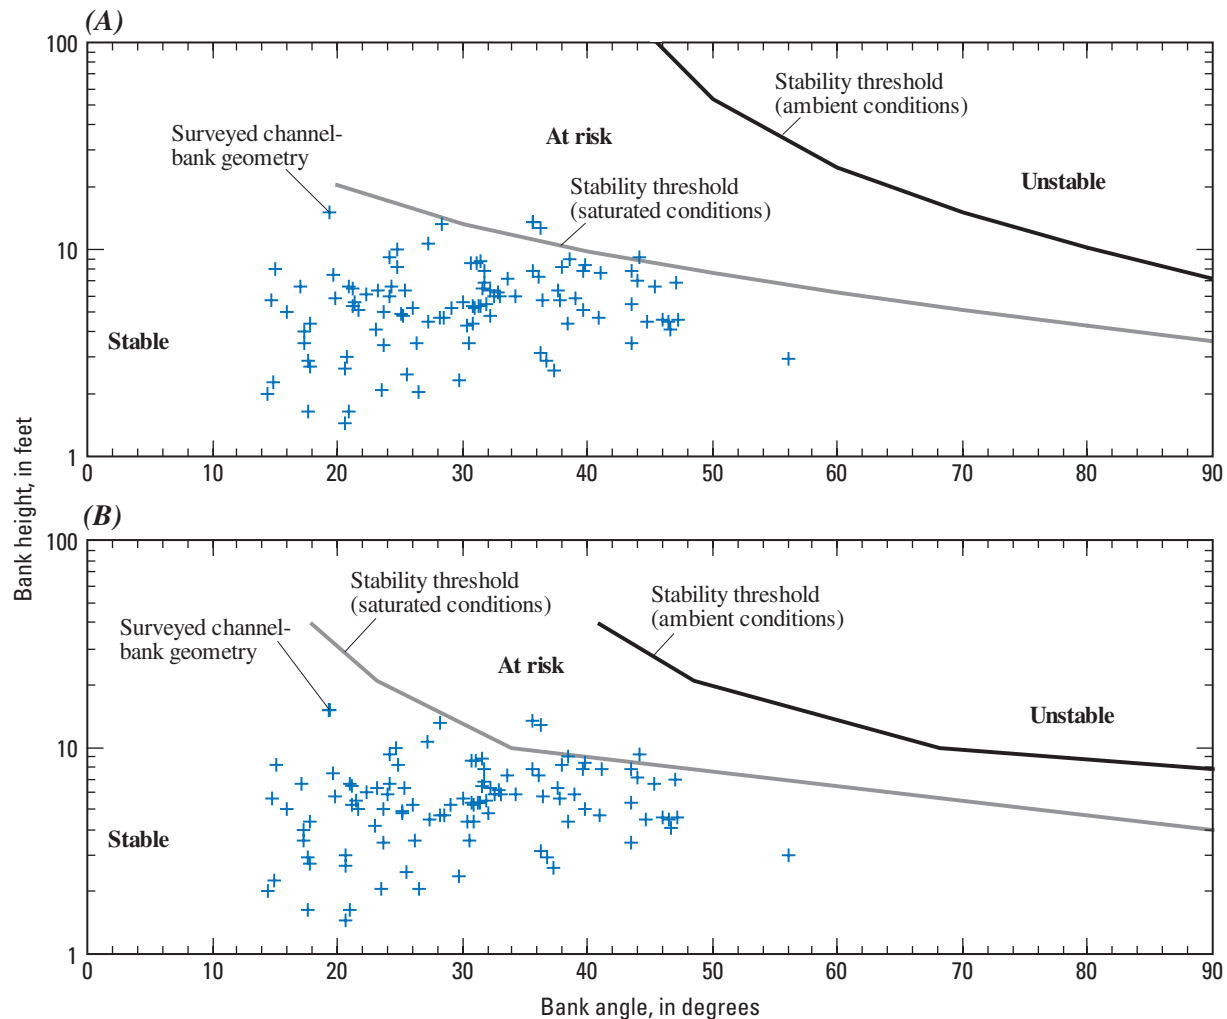 (A)
100
10
1
Stability threshold
(ambient conditions)
Surveyed channel-
bank geometry
At risk
Stability threshold
(saturated conditions)
Unstable
Stable
0 10 20 30 40 50 60 70 80 90
Bank height, in feet
(B)
100
10
1
Stability threshold
(saturated conditions)
Stability threshold
(ambient conditions)
Surveyed channel-
bank geometry
At risk
Unstable
Stable
0 10 20 30 40 50 60 70 80 90
Bank angle, in degrees